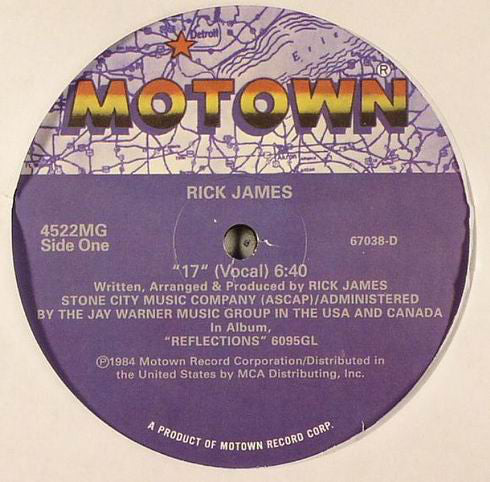 Detroit
Erie
MOTOWN®
RICK JAMES
4522MG
Side One
67038-D
"17" (Vocal) 6:40
Written, Arranged & Produced by RICK JAMES
STONE CITY MUSIC COMPANY (ASCAP)/ADMINISTERED
BY THE JAY WARNER MUSIC GROUP IN THE USA AND CANADA
In Album,
"REFLECTIONS" 6095GL
℗1984 Motown Record Corporation/Distributed in
the United States by MCA Distributing, Inc.
A PRODUCT OF MOTOWN RECORD CORP.